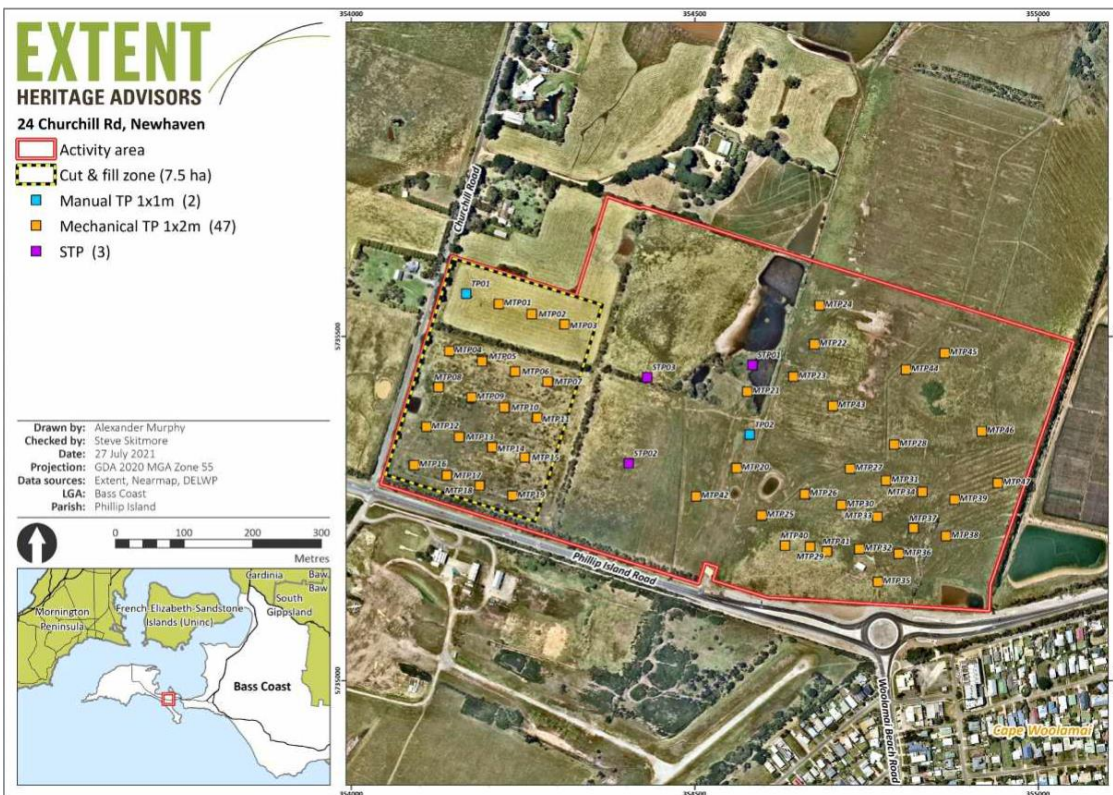 EXTENT
HERITAGE ADVISORS
24 Churchill Rd, Newhaven
Activity area
Cut & fill zone (7.5 ha)
Manual TP 1x1m (2)
Mechanical TP 1x2m (47)
STP (3)
Drawn by: Alexander Murphy
Checked by: Steve Skitmore
Date: 27 July 2021
Projection: GDA 2020 MGA Zone 55
Data sources: Extent, Nearmap, DELWP
LGA: Bass Coast
Parish: Phillip Island
0 100 200 300
Metres
Cardinia
Baw
Baw
South
Gippsland
Mornington
Peninsula
French-Elizabeth-Sandstone
Islands (Uninc)
Bass Coast
354000
354500
355000
5735500
5735000
5735500
5735000
354000
354500
355000
Churchill Road
TP01
MTP01
MTP02
MTP03
MTP04
MTP05
MTP06
MTP07
MTP08
MTP09
MTP10
MTP11
MTP12
MTP13
MTP14
MTP15
MTP16
MTP17
MTP18
MTP19
STP03
STP01
STP02
MTP24
MTP22
MTP23
MTP21
TP02
MTP43
MTP45
MTP44
MTP46
MTP28
MTP20
MTP27
MTP31
MTP47
MTP42
MTP26
MTP34
MTP39
MTP30
MTP25
MTP33
MTP37
MTP38
MTP40
MTP41
MTP29
MTP32
MTP36
MTP35
Phillip Island Road
Woolamai Beach Road
Cape Woolamai